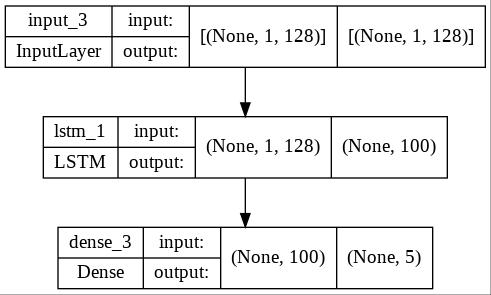 input_3 input: [(None, 1, 128)] [(None, 1, 128)]
InputLayer output:
lstm_1 input: (None, 1, 128) (None, 100)
LSTM output:
dense_3 input: (None, 100) (None, 5)
Dense output: